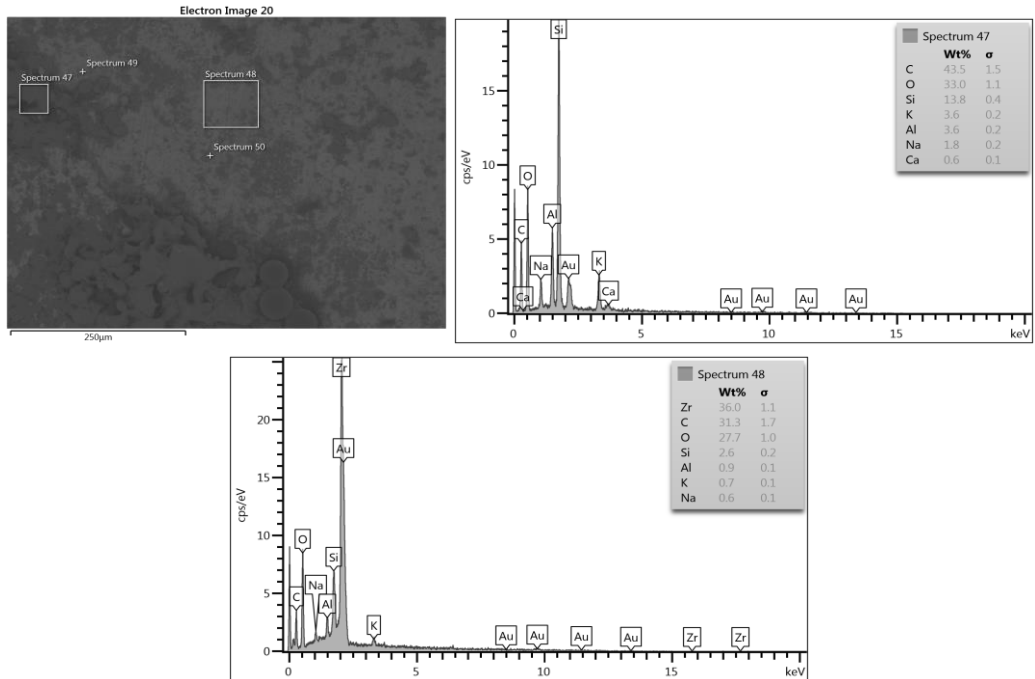 Electron Image 20
Spectrum 49
Spectrum 47
Spectrum 48
Spectrum 50
250µm
Spectrum 47
Wt% σ
C 43.5 1.5
O 33.0 1.1
Si 13.8 0.4
K 3.6 0.2
Al 3.6 0.2
Na 1.8 0.2
Ca 0.6 0.1
cps/eV
15
10
5
0
Si
O
Al
C
Na
Au
K
Ca
Ca
Au
Au
Au
Au
0 5 10 15 keV
Spectrum 48
Wt% σ
Zr 36.0 1.1
C 31.3 1.7
O 27.7 1.0
Si 2.6 0.2
Al 0.9 0.1
K 0.7 0.1
Na 0.6 0.1
cps/eV
20
15
10
5
0
Zr
Au
O
Si
Na
C
Al
K
Au
Au
Au
Au
Zr
Zr
0 5 10 15 keV